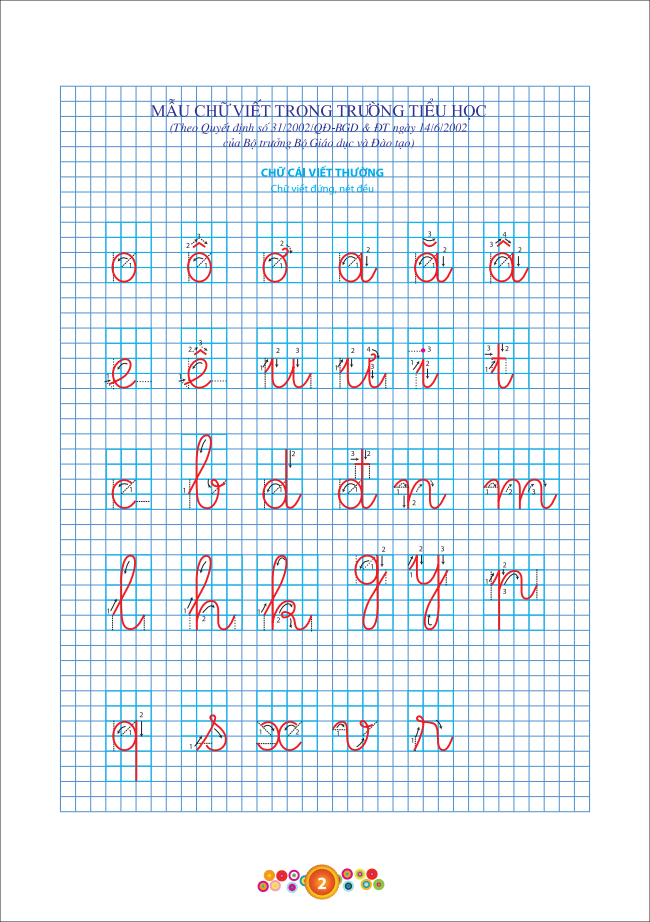 MẪU CHỮ VIẾT TRONG TRƯỜNG TIỂU HỌC
(Theo Quyết định số 31/2002/QĐ-BGD & ĐT ngày 14/6/2002
của Bộ trưởng Bộ Giáo dục và Đào tạo)
CHỮ CÁI VIẾT THƯỜNG
Chữ viết đứng, nét đều
o ô ơ a ă â
e ê u ư i t
c b d đ n m
l h k g y p
q s x v r
2